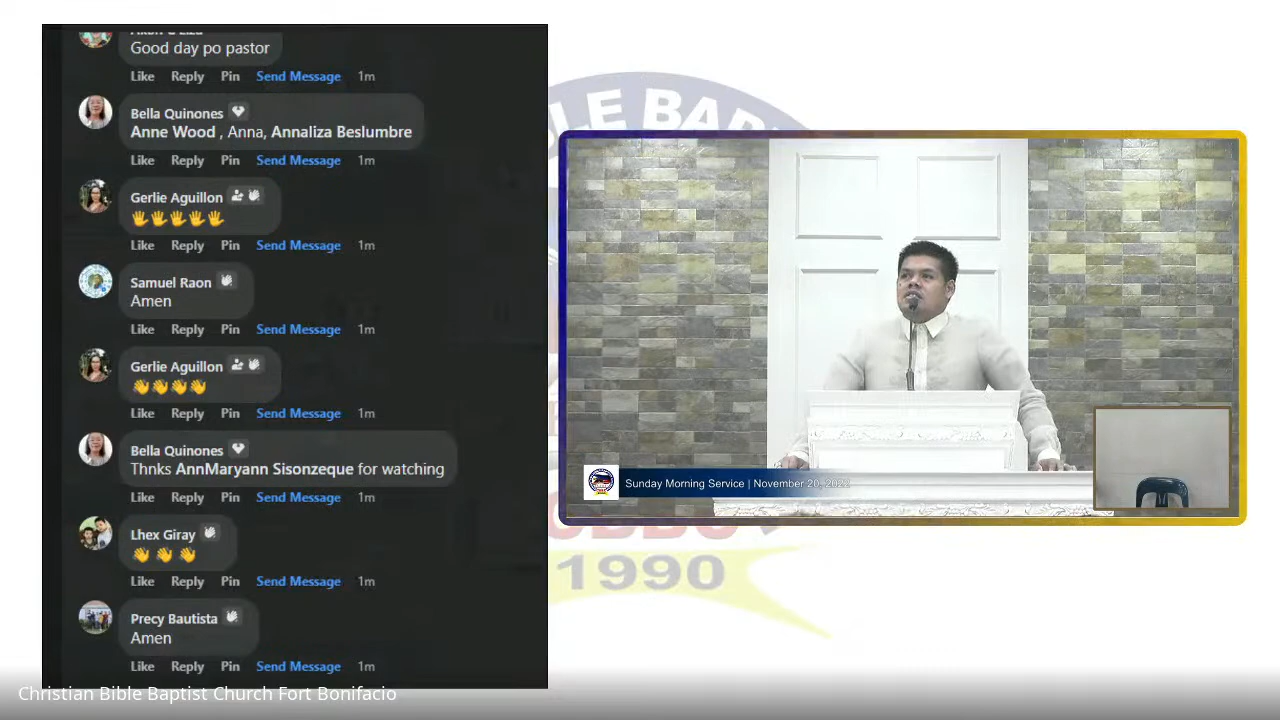 Good day po pastor
Like Reply Pin Send Message 1m
Bella Quinones
Anne Wood , Anna, Annaliza Beslumbre
Like Reply Pin Send Message 1m
Gerlie Aguillon
🖐🖐🖐🖐🖐
Like Reply Pin Send Message 1m
Samuel Raon
Amen
Like Reply Pin Send Message 1m
Gerlie Aguillon
👋👋👋👋
Like Reply Pin Send Message 1m
Bella Quinones
Thnks AnnMaryann Sisonzeque for watching
Like Reply Pin Send Message 1m
Lhex Giray
👋 👋 👋
Like Reply Pin Send Message 1m
Precy Bautista
Amen
Like Reply Pin Send Message 1m
Christian Bible Baptist Church Fort Bonifacio
Sunday Morning Service | November 20, 2022
1990